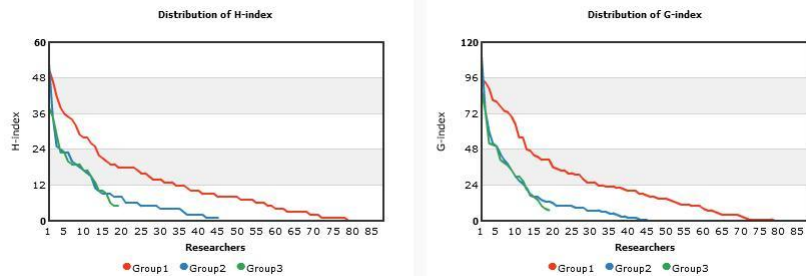 Distribution of H-index
60
48
36
24
12
0
H-index
1 5 10 15 20 25 30 35 40 45 50 55 60 65 70 75 80 85
Researchers
Group1 Group2 Group3
Distribution of G-index
120
96
72
48
24
0
G-index
1 5 10 15 20 25 30 35 40 45 50 55 60 65 70 75 80 85
Researchers
Group1 Group2 Group3